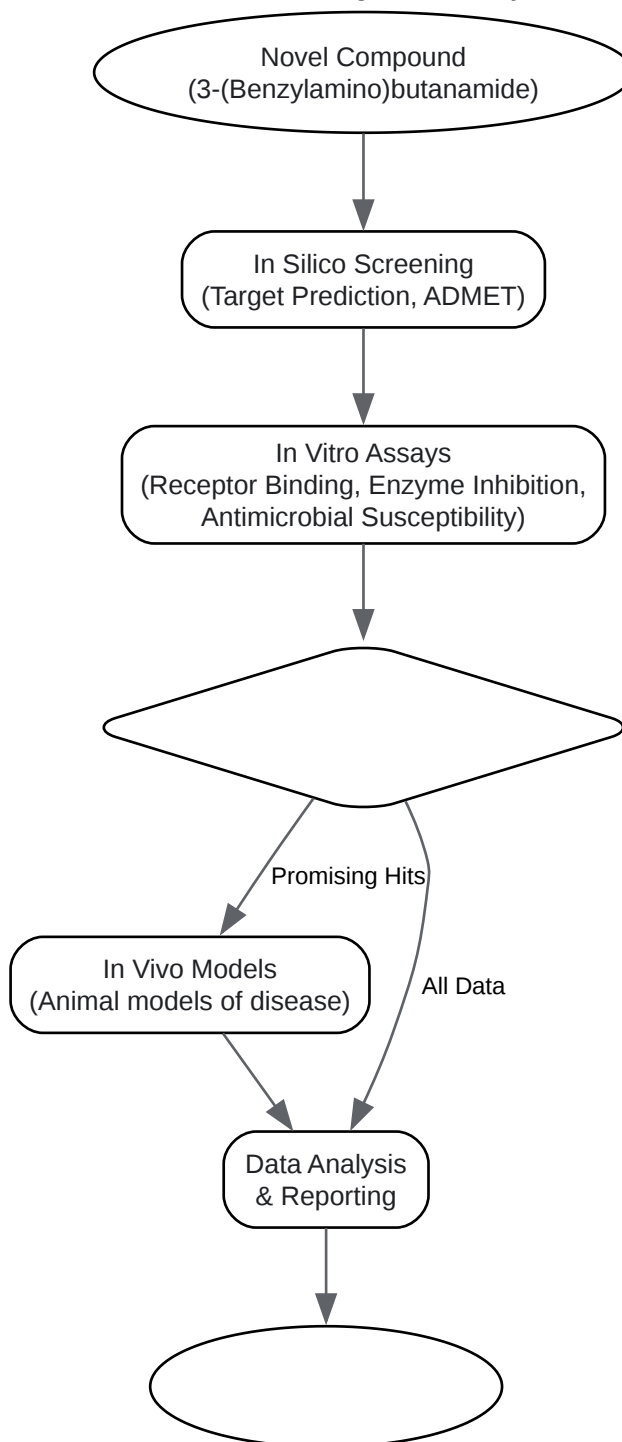 Novel Compound
(3-(Benzylamino)butanamide)
In Silico Screening
(Target Prediction, ADMET)
In Vitro Assays
(Receptor Binding, Enzyme Inhibition,
Antimicrobial Susceptibility)
Promising Hits
In Vivo Models
(Animal models of disease)
All Data
Data Analysis
& Reporting